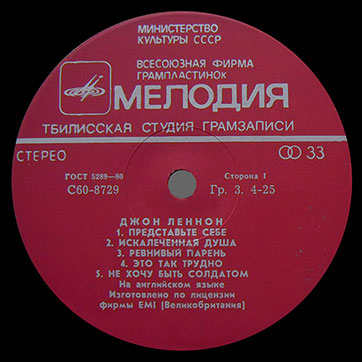 МИНИСТЕРСТВО
КУЛЬТУРЫ СССР
ВСЕСОЮЗНАЯ ФИРМА
ГРАМПЛАСТИНОК
МЕЛОДИЯ
ТБИЛИССКАЯ СТУДИЯ ГРАМЗАПИСИ
СТЕРЕО 33
ГОСТ 5289—80 Сторона I
С60-8729 Гр. 3. 4-25
ДЖОН ЛЕННОН
1. ПРЕДСТАВЬТЕ СЕБЕ
2. ИСКАЛЕЧЕННАЯ ДУША
3. РЕВНИВЫЙ ПАРЕНЬ
4. ЭТО ТАК ТРУДНО
5. НЕ ХОЧУ БЫТЬ СОЛДАТОМ
На английском языке
Изготовлено по лицензии
фирмы EMI [Великобритания]